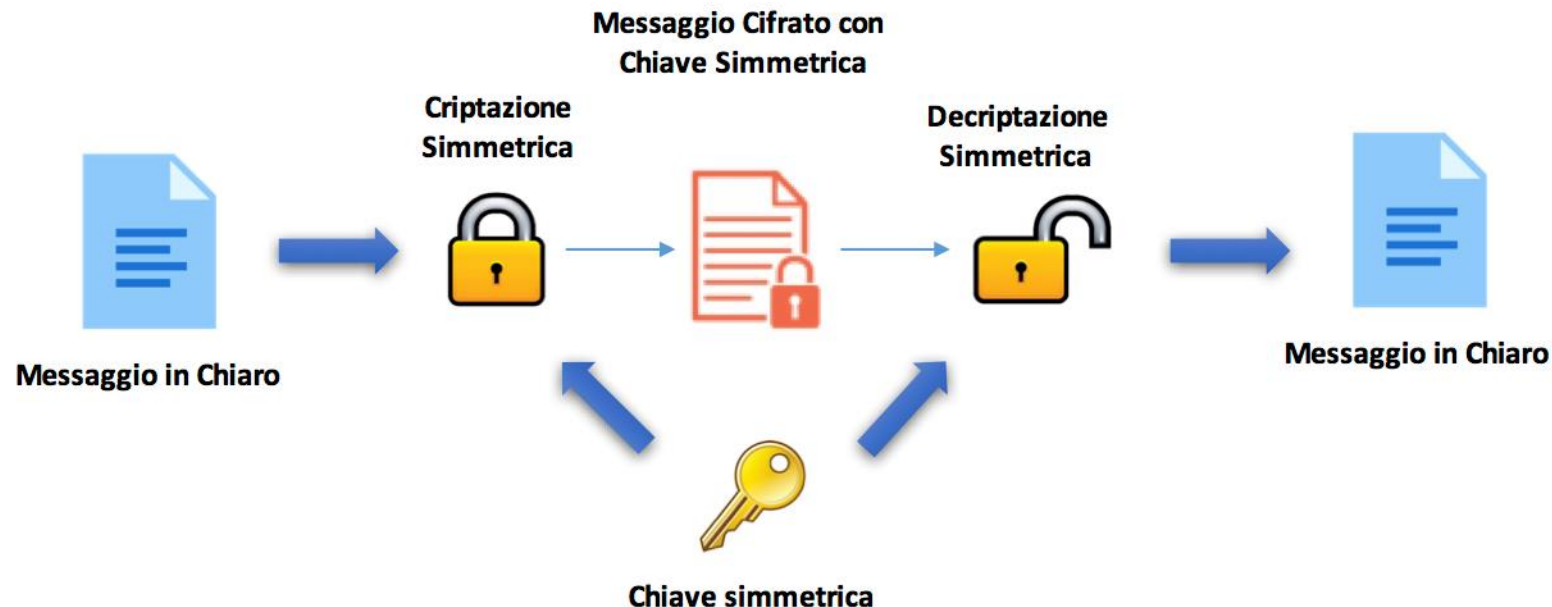 Messaggio Cifrato con
Chiave Simmetrica
Criptazione
Simmetrica
Decriptazione
Simmetrica
Messaggio in Chiaro
Messaggio in Chiaro
Chiave simmetrica